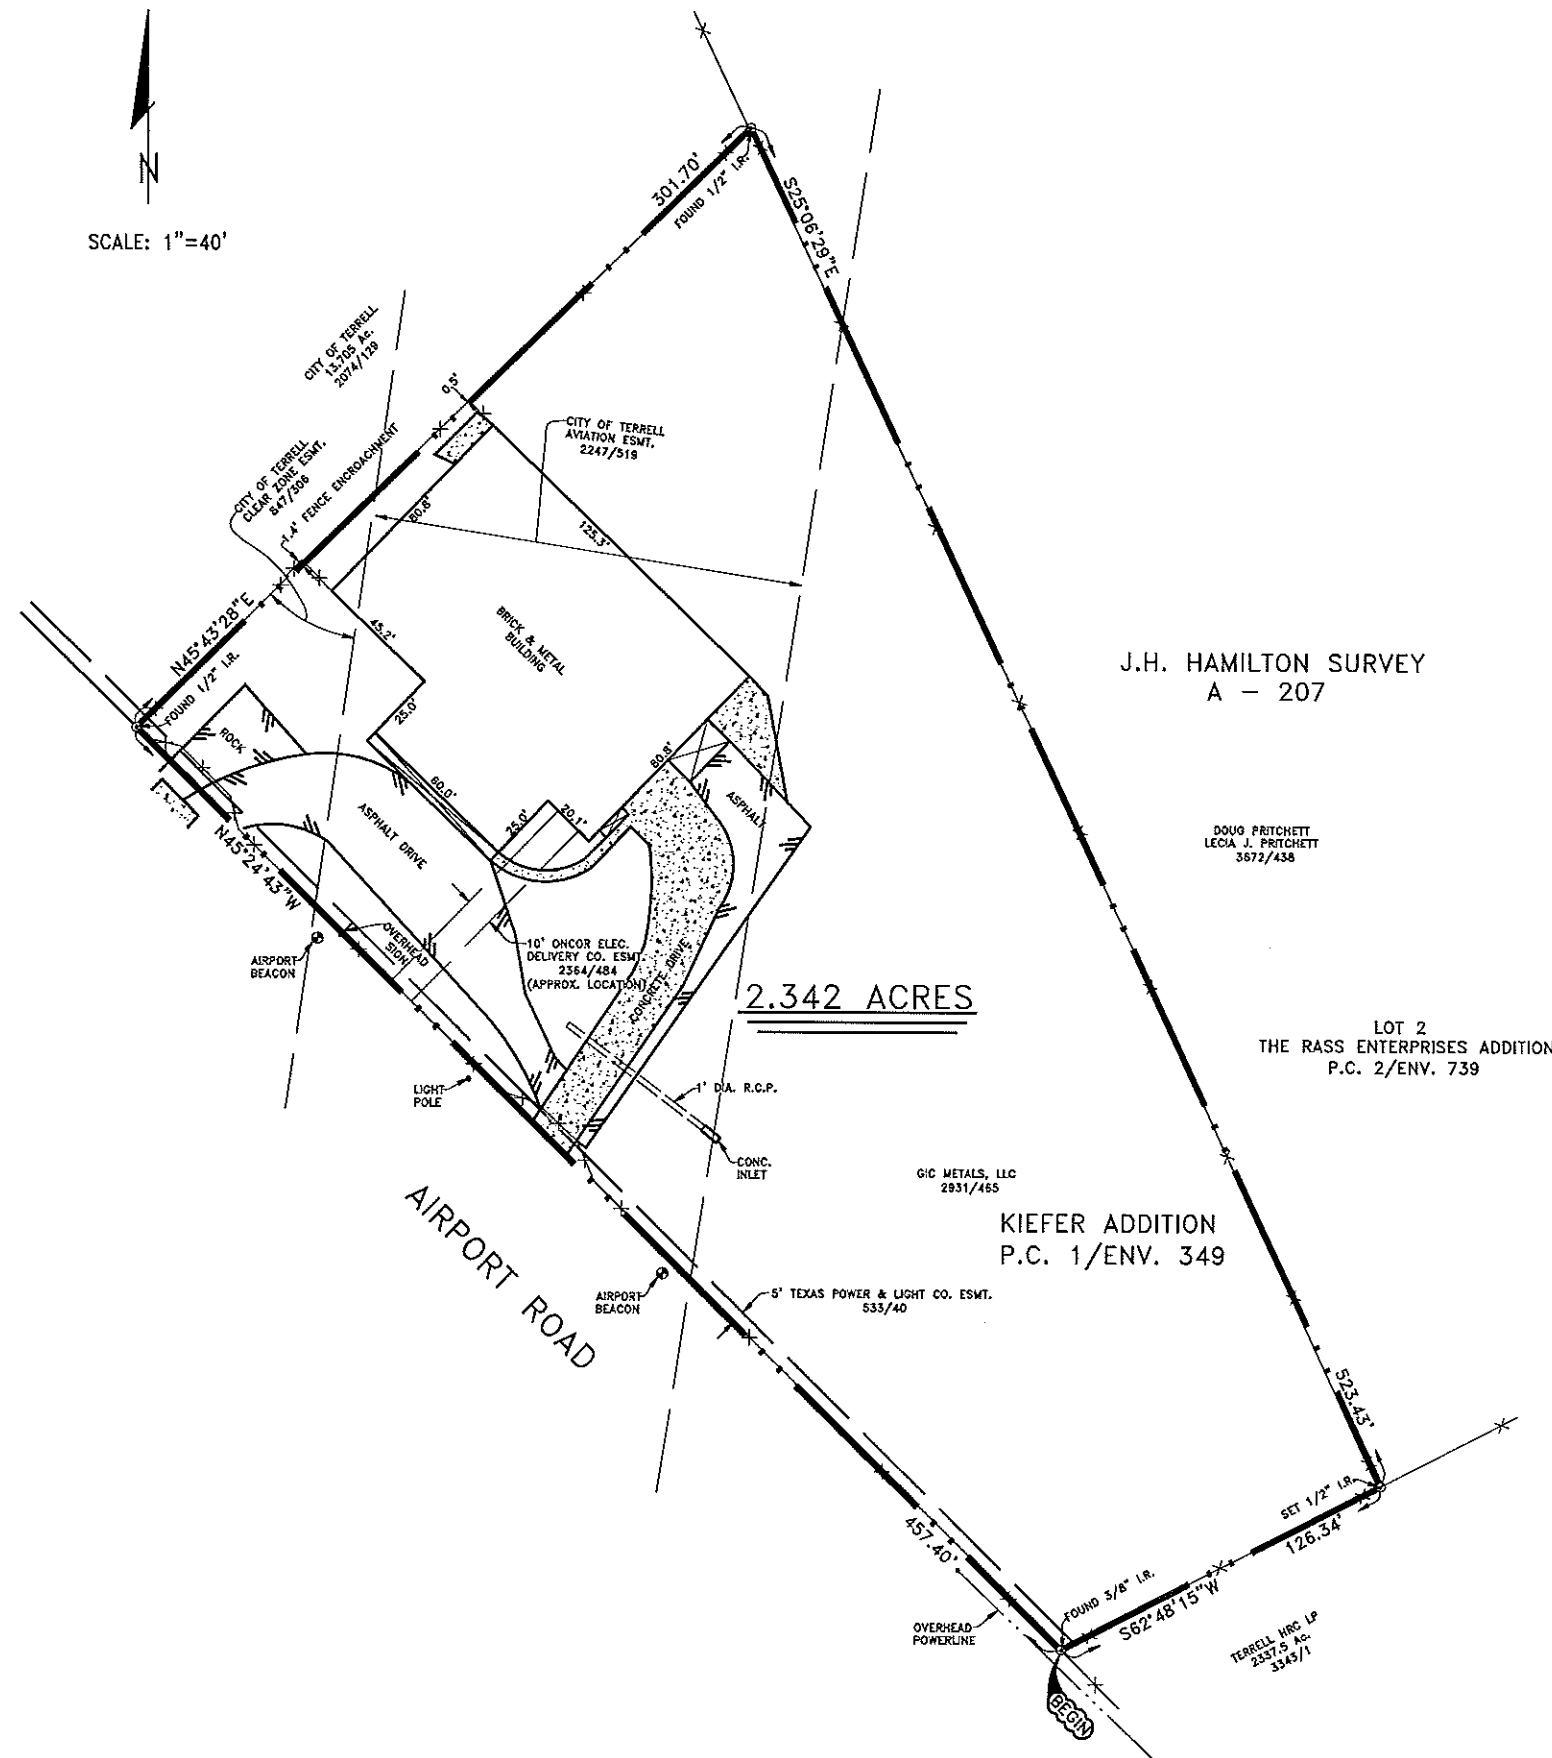 N
SCALE: 1"=40'
301.70'
FOUND 1/2" I.R.
S25°06'29"E
CITY OF TERRELL
13.705 Ac.
2074/129
0.5'
CITY OF TERRELL
AVIATION ESMT.
2247/519
CITY OF TERRELL
CLEAR ZONE ESMT.
847/306
1.4' FENCE ENCROACHMENT
80.8'
125.3'
N45°43'28"E
FOUND 1/2" I.R.
45.2'
BRICK & METAL
BUILDING
25.0'
ROCK
J.H. HAMILTON SURVEY
A - 207
60.0'
80.8'
ASPHALT DRIVE
25.0'
20.1'
ASPHALT
DOUG PRITCHETT
LECIA J. PRITCHETT
3672/438
N45°24'43"W
OVERHEAD
SIGN
AIRPORT
BEACON
10' ONCOR ELEC.
DELIVERY CO. ESMT.
2364/484
(APPROX. LOCATION)
CONCRETE DRIVE
2.342 ACRES
LOT 2
THE RASS ENTERPRISES ADDITION
P.C. 2/ENV. 739
LIGHT
POLE
1' DIA. R.C.P.
CONC.
INLET
GIC METALS, LLC
2931/465
KIEFER ADDITION
P.C. 1/ENV. 349
AIRPORT ROAD
AIRPORT
BEACON
5' TEXAS POWER & LIGHT CO. ESMT.
533/40
523.43'
SET 1/2" I.R.
126.34'
457.40'
FOUND 3/8" I.R.
S62°48'15"W
OVERHEAD
POWERLINE
TERRELL HRC LP
2337.5 Ac.
3343/1
BEGIN